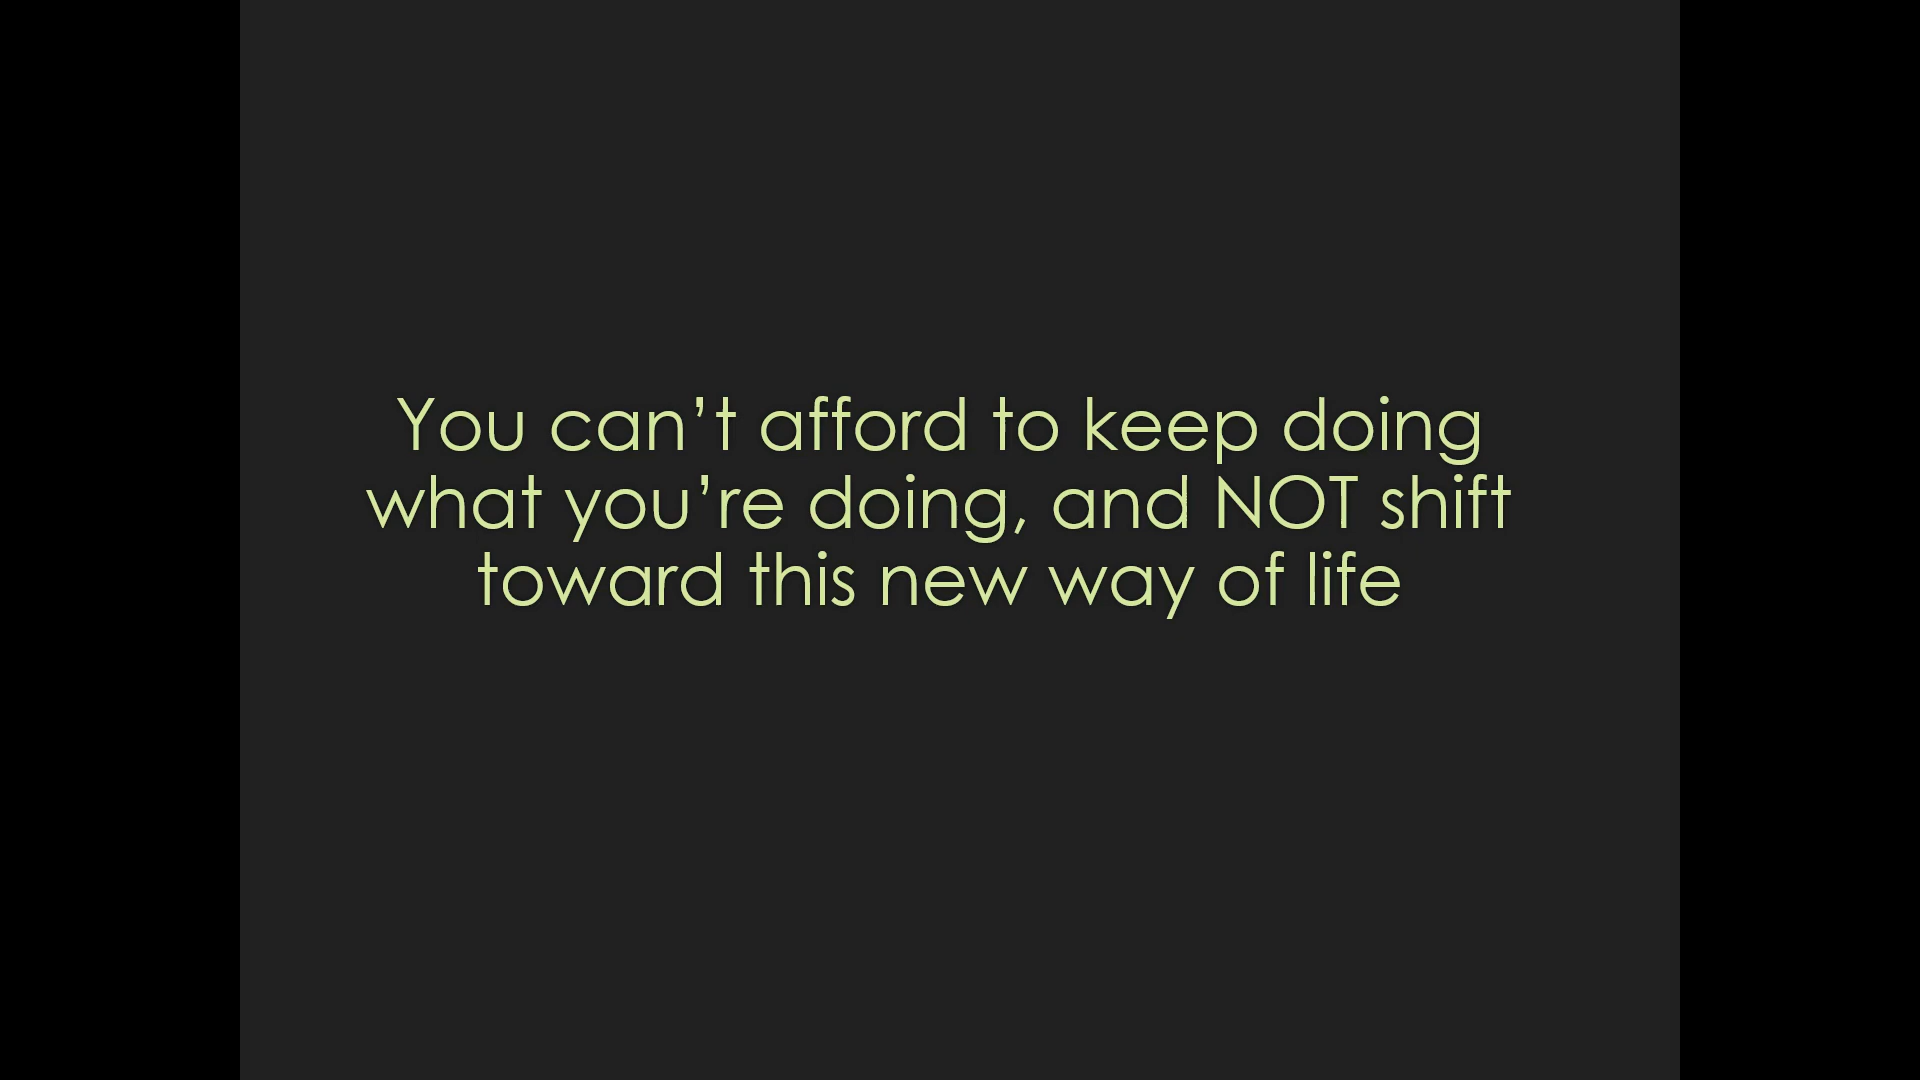 You can’t afford to keep doing
what you’re doing, and NOT shift
toward this new way of life